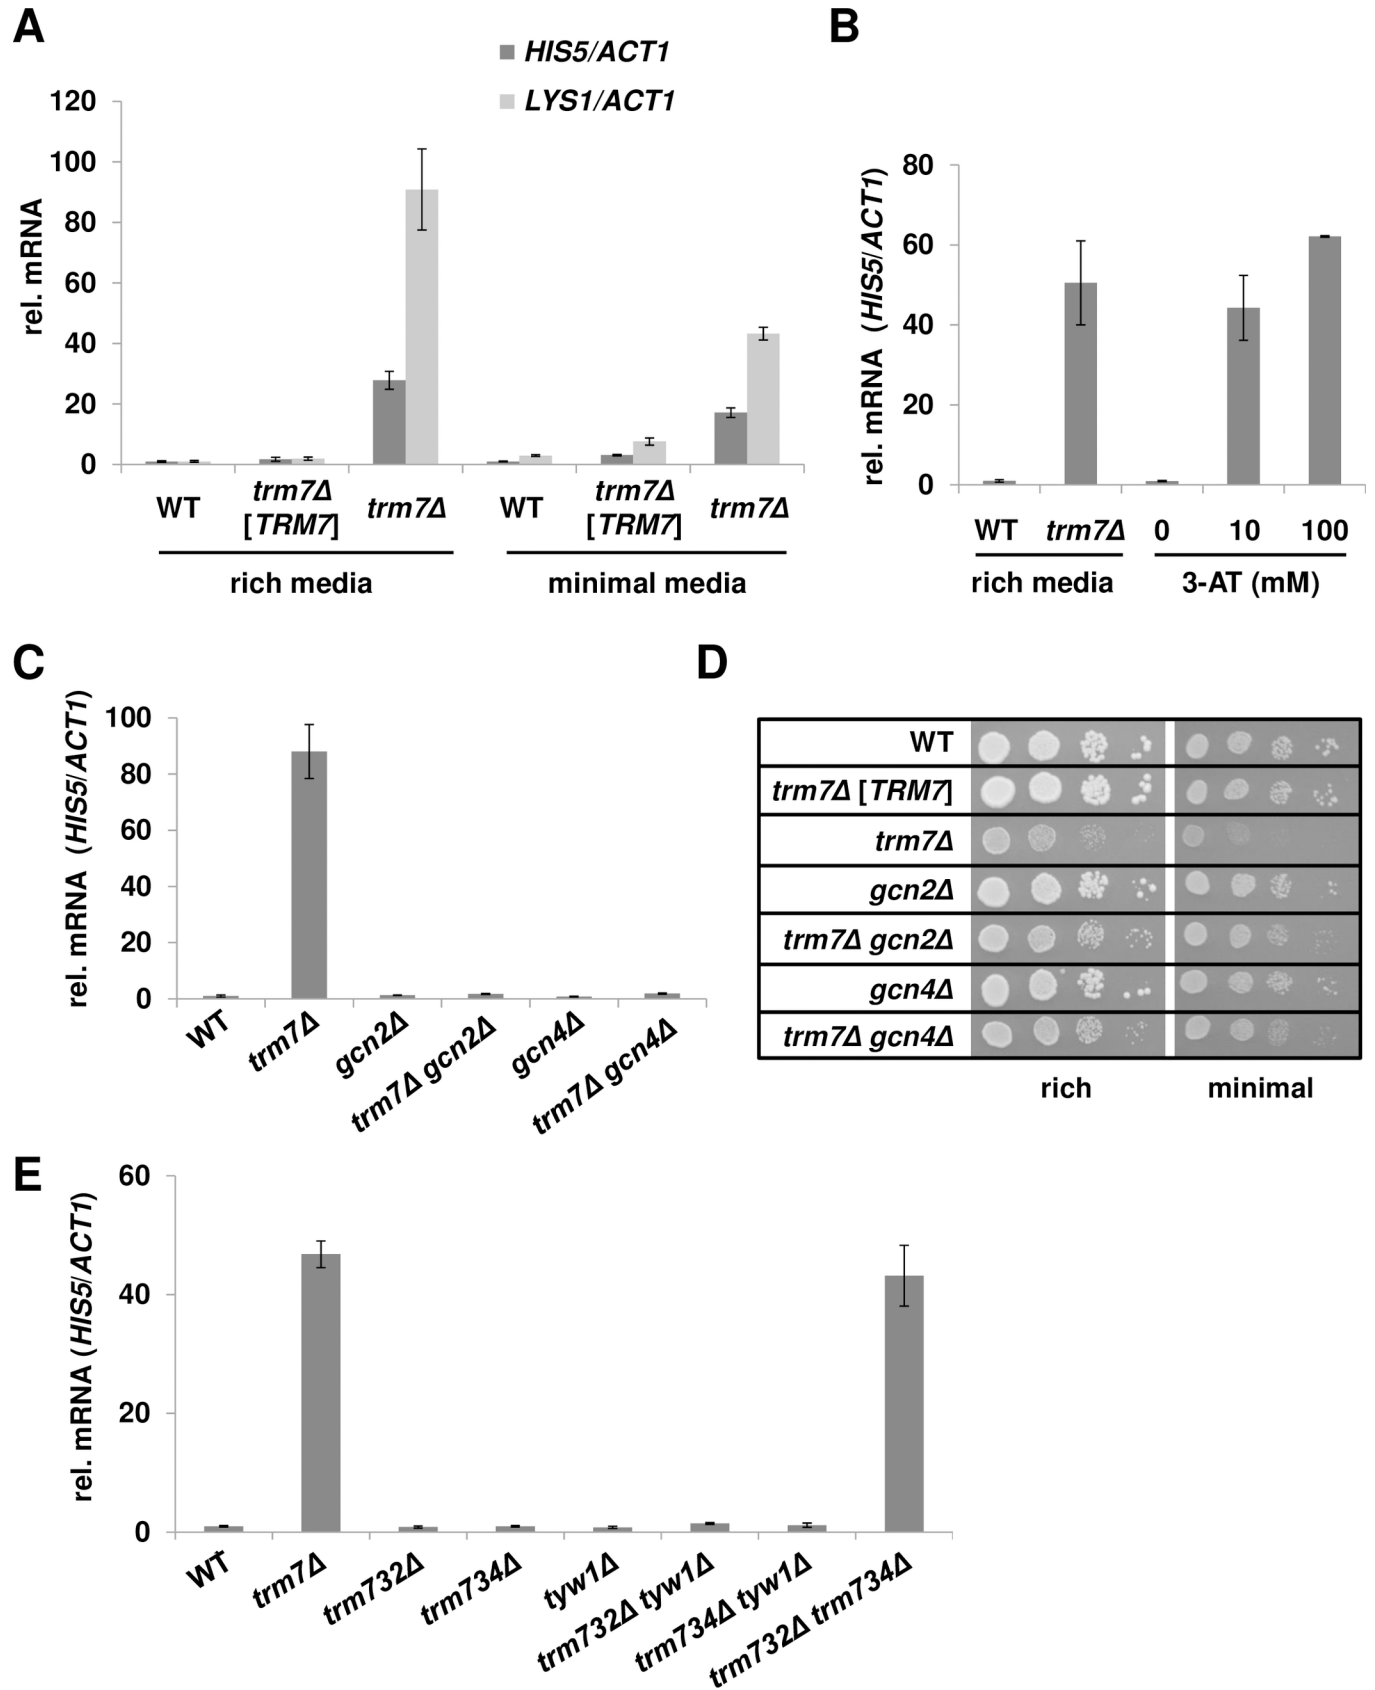 A
HIS5/ACT1
LYS1/ACT1
rel. mRNA
120
100
80
60
40
20
0
WT
trm7Δ
[TRM7]
trm7Δ
WT
trm7Δ
[TRM7]
trm7Δ
rich media
minimal media
B
rel. mRNA (HIS5/ACT1)
80
60
40
20
0
WT
trm7Δ
0
10
100
rich media
3-AT (mM)
C
rel. mRNA (HIS5/ACT1)
100
80
60
40
20
0
WT
trm7Δ
gcn2Δ
trm7Δ gcn2Δ
gcn4Δ
trm7Δ gcn4Δ
D
WT
trm7Δ [TRM7]
trm7Δ
gcn2Δ
trm7Δ gcn2Δ
gcn4Δ
trm7Δ gcn4Δ
rich
minimal
E
rel. mRNA (HIS5/ACT1)
60
40
20
0
WT
trm7Δ
trm732Δ
trm734Δ
tyw1Δ
trm732Δ tyw1Δ
trm734Δ tyw1Δ
trm732Δ trm734Δ